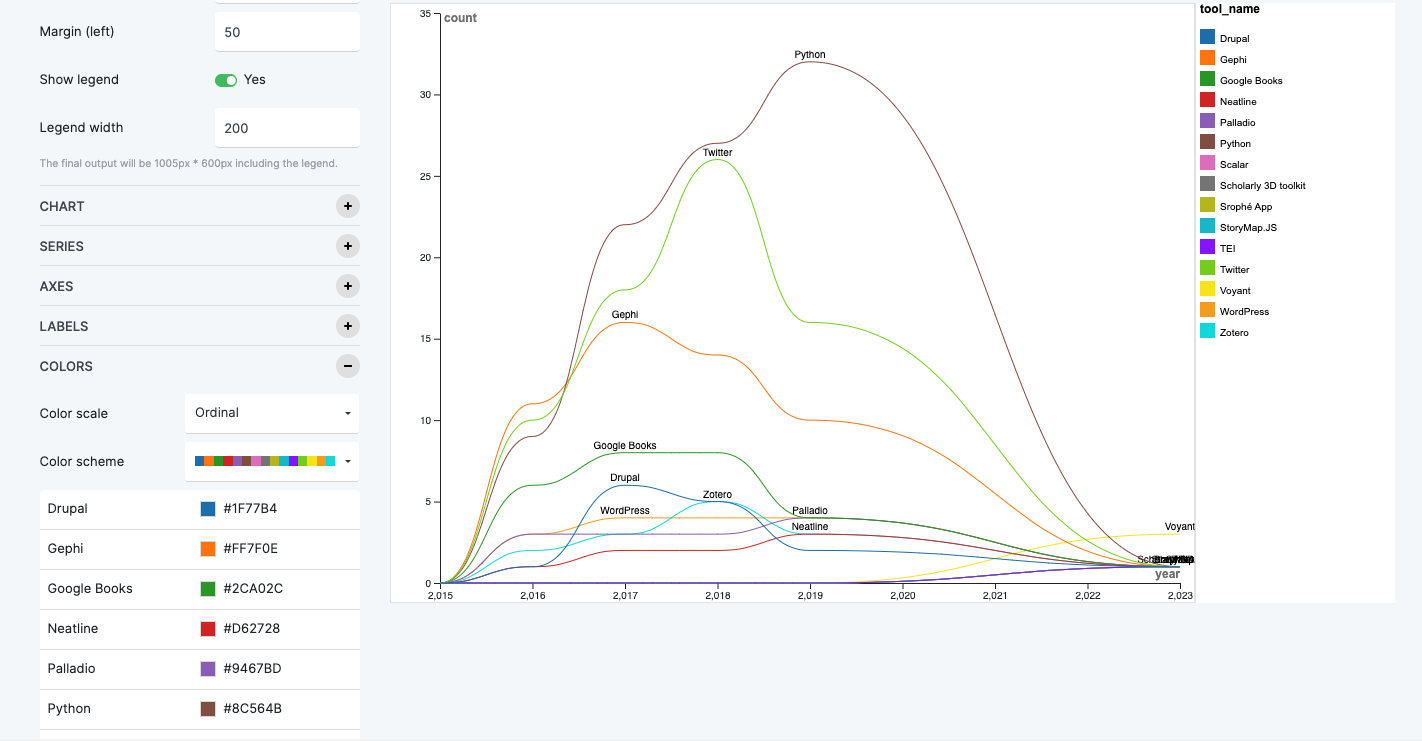 Margin (left) 50
Show legend Yes
Legend width 200
The final output will be 1005px * 600px including the legend.
CHART
SERIES
AXES
LABELS
COLORS
Color scale Ordinal
Color scheme
Drupal #1F77B4
Gephi #FF7F0E
Google Books #2CA02C
Neatline #D62728
Palladio #9467BD
Python #8C564B
35
count
30
25
20
15
10
5
0
Python
Twitter
Gephi
Google Books
Drupal
Zotero
WordPress
Palladio
Neatline
Voyant
year
2,015 2,016 2,017 2,018 2,019 2,020 2,021 2,022 2,023
tool_name
Drupal
Gephi
Google Books
Neatline
Palladio
Python
Scalar
Scholarly 3D toolkit
Srophé App
StoryMap.JS
TEI
Twitter
Voyant
WordPress
Zotero